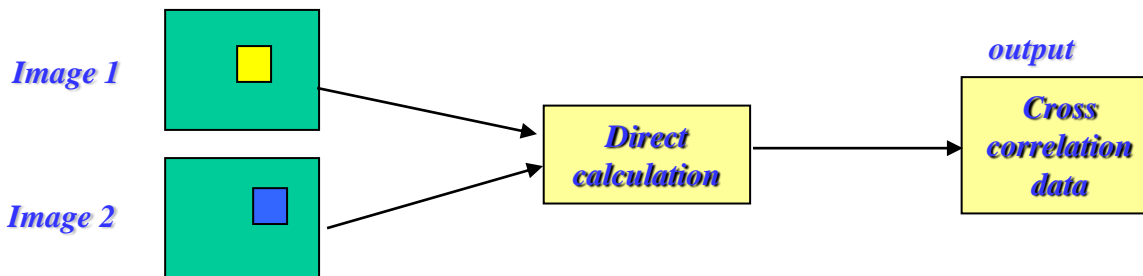 Image 1
Image 2
Direct
calculation
output
Cross
correlation
data